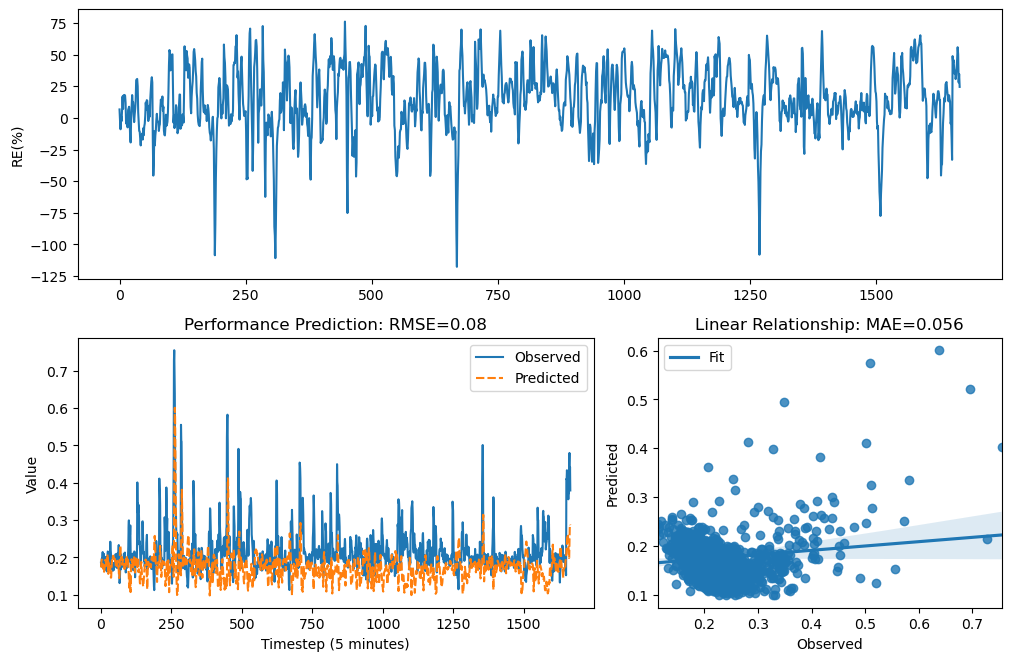 75
50
25
0
−25
−50
−75
−100
−125
RE(%)
0 250 500 750 1000 1250 1500
Performance Prediction: RMSE=0.08
Observed
Predicted
0.7
0.6
0.5
0.4
0.3
0.2
0.1
Value
0 250 500 750 1000 1250 1500
Timestep (5 minutes)
Linear Relationship: MAE=0.056
Fit
0.6
0.5
0.4
0.3
0.2
0.1
Predicted
0.2 0.3 0.4 0.5 0.6 0.7
Observed